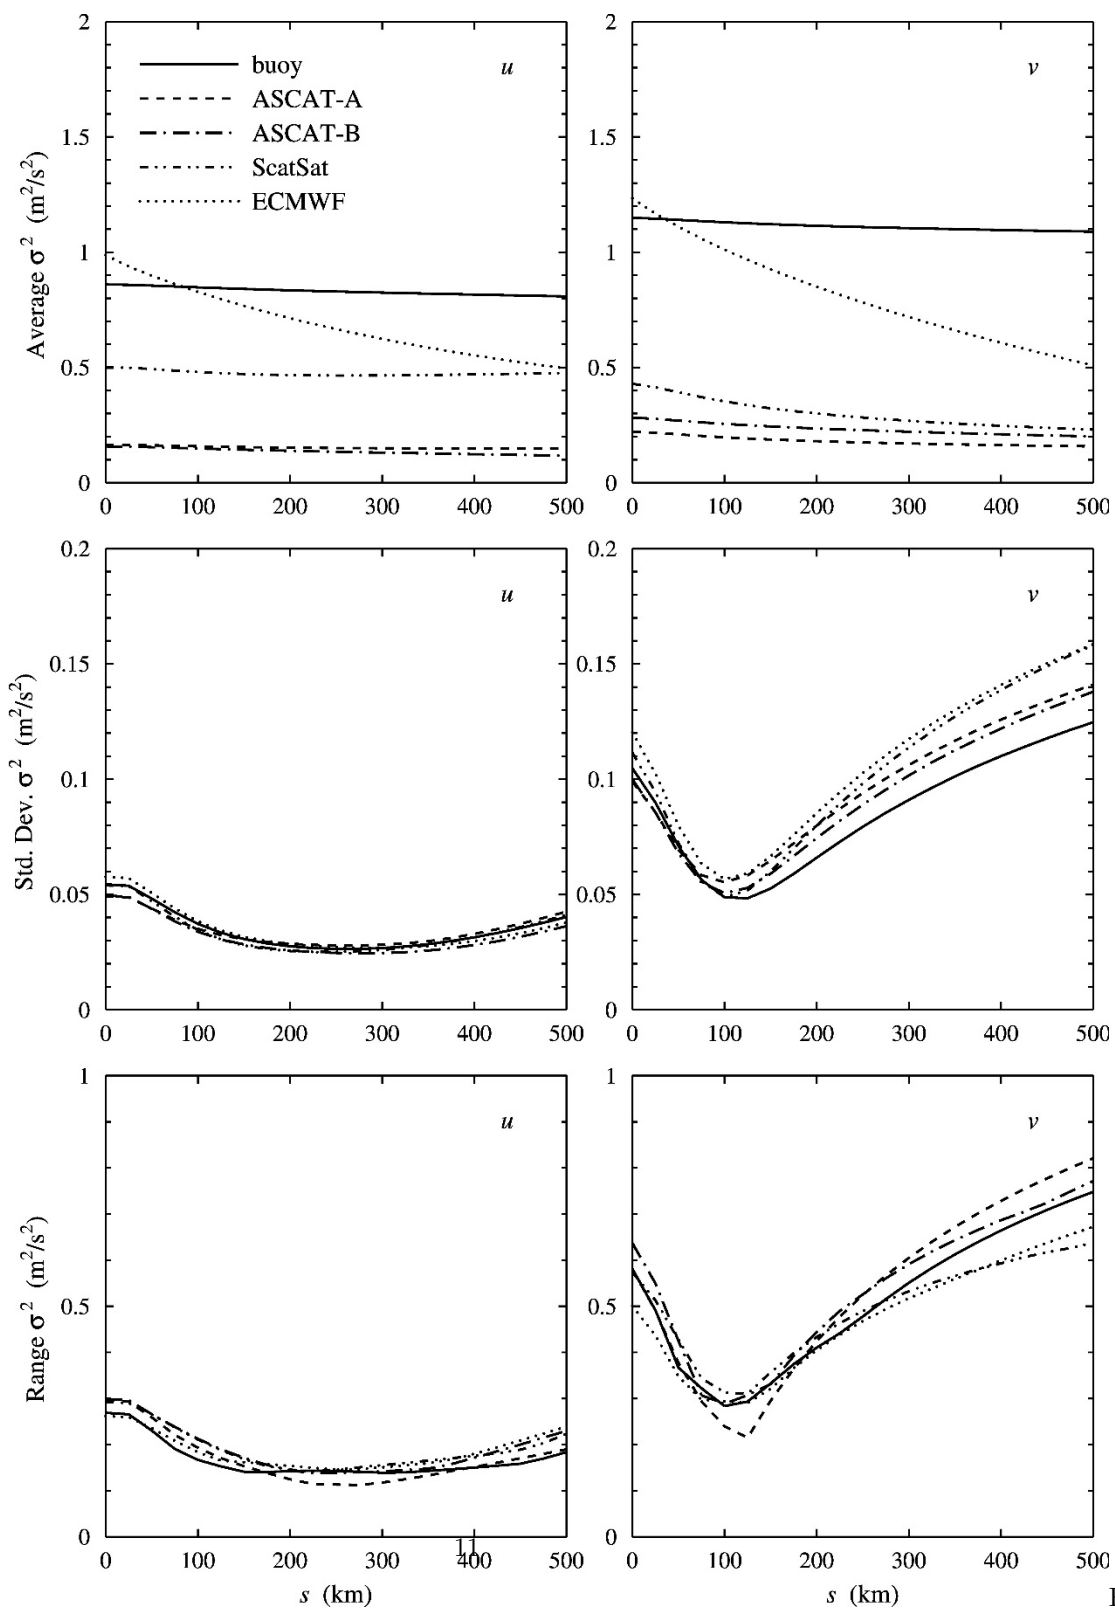 2
1.5
1
0.5
0
Average σ² (m²/s²)
buoy
ASCAT-A
ASCAT-B
ScatSat
ECMWF
u
0 100 200 300 400 500
2
1.5
1
0.5
0
v
0 100 200 300 400 500
0.2
0.15
0.1
0.05
0
Std. Dev. σ² (m²/s²)
u
0 100 200 300 400 500
0.2
0.15
0.1
0.05
0
v
0 100 200 300 400 500
1
0.5
0
Range σ² (m²/s²)
u
11
0 100 200 300 400 500
s (km)
1
0.5
0
v
0 100 200 300 400 500
s (km)